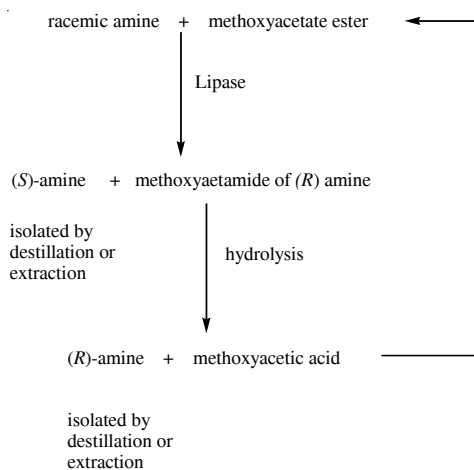 racemic amine + methoxyacetate ester
Lipase
(S)-amine + methoxyaetamide of (R) amine
isolated by
destillation or
extraction
hydrolysis
(R)-amine + methoxyacetic acid
isolated by
destillation or
extraction